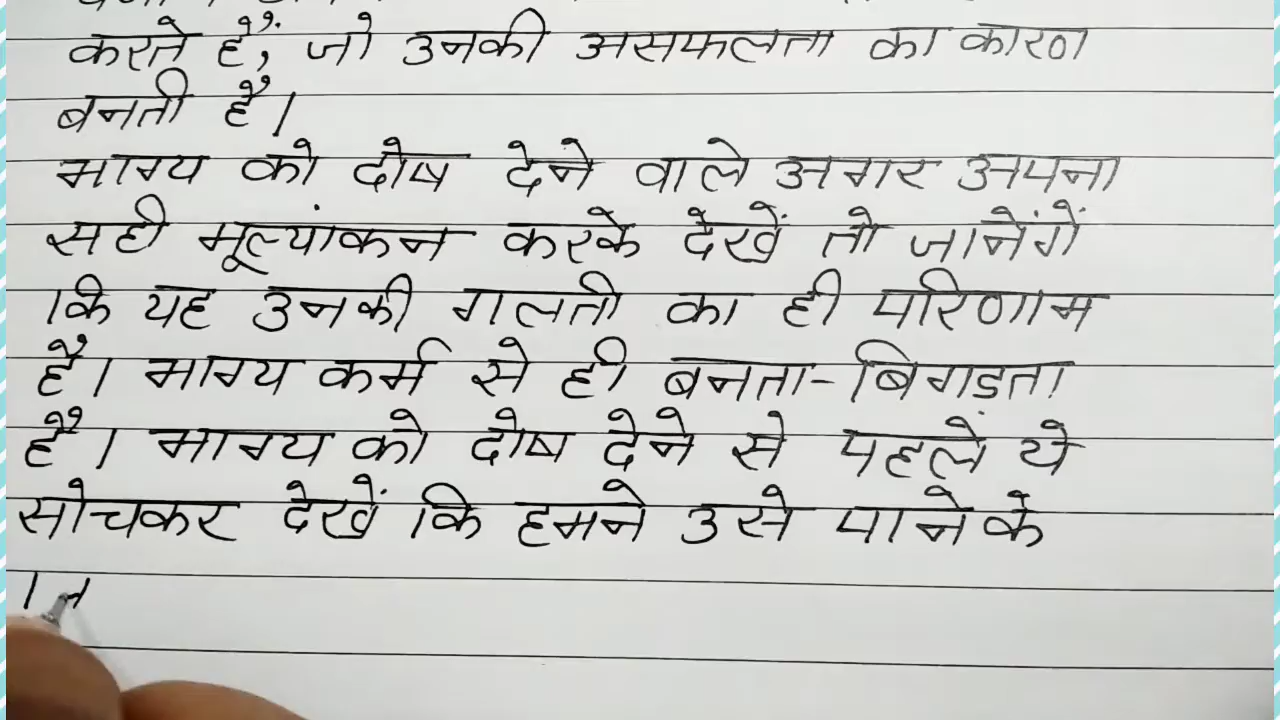 करते हैं, जो उनकी असफलता का कारण
बनती है।
भाग्य को दोष देने वाले अगर अपना
सही मूल्यांकन करके देखें तो जानेंगें
कि यह उनकी गलती का ही परिणाम
है। भाग्य कर्म से ही बनता-बिगड़ता
है। भाग्य को दोष देने से पहले ये
सोचकर देखें कि हमने उसे पाने के